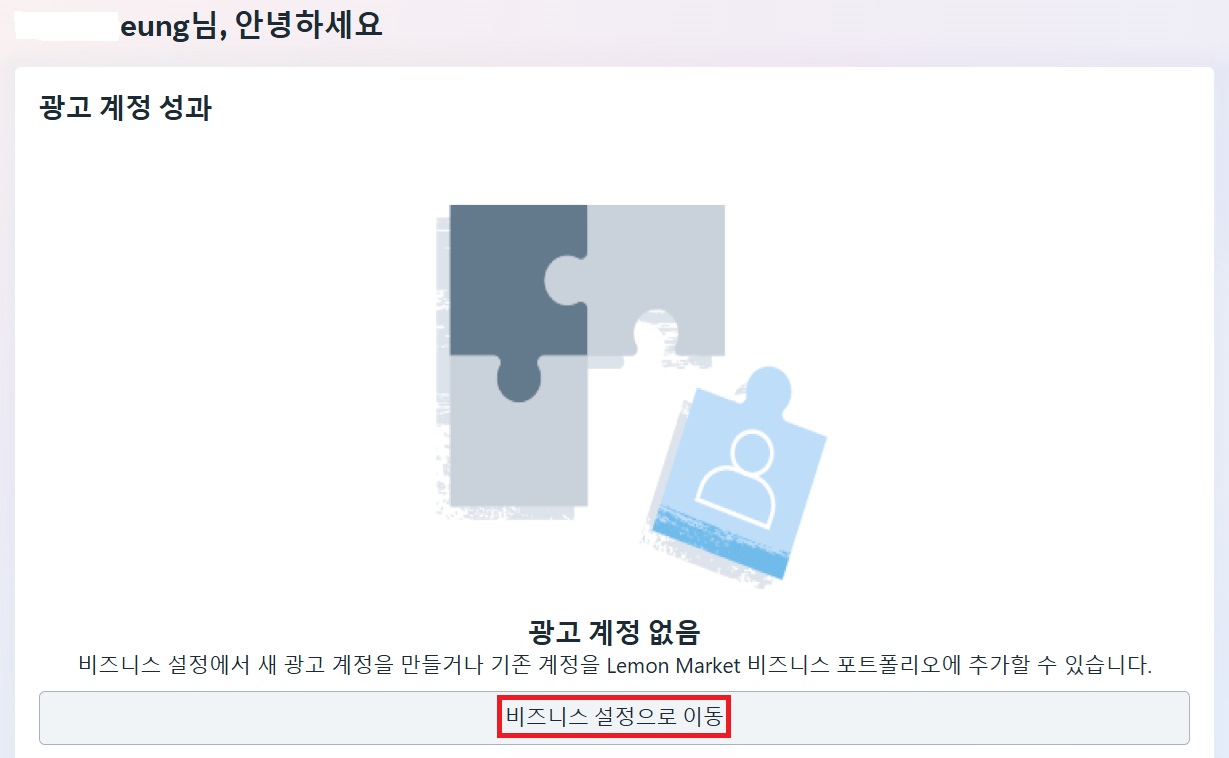 eung님, 안녕하세요
광고 계정 성과
광고 계정 없음
비즈니스 설정에서 새 광고 계정을 만들거나 기존 계정을 Lemon Market 비즈니스 포트폴리오에 추가할 수 있습니다.
비즈니스 설정으로 이동